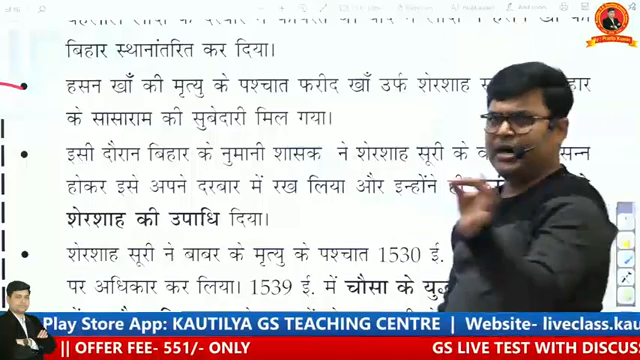 बिहार स्थानांतरित कर दिया।
हसन खाँ की मृत्यु के पश्चात फरीद खाँ उर्फ शेरशाह
के सासाराम की सुबेदारी मिल गया।
इसी दौरान बिहार के नुमानी शासक ने शेरशाह सूरी के
होकर इसे अपने दरबार में रख लिया और इन्होंने ही
शेरशाह की उपाधि दिया।
शेरशाह सूरी ने बाबर के मृत्यु के पश्चात 1530 ई.
पर अधिकार कर लिया। 1539 ई. में चौसा के युद्ध
Play Store App: KAUTILYA GS TEACHING CENTRE | Website- liveclass.kau
|| OFFER FEE- 551/- ONLY GS LIVE TEST WITH DISCUSS